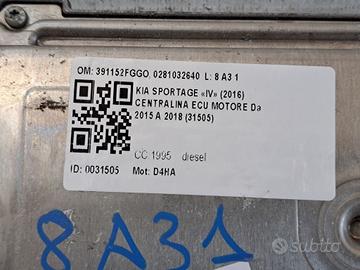 OM: 391152FGGO, 0281032640 L: 8 A3 1
KIA SPORTAGE «IV» (2016)
CENTRALINA ECU MOTORE Da
2015 A 2018 (31505)
CC 1995 diesel
ID: 0031505 Mot: D4HA
8A31
subito